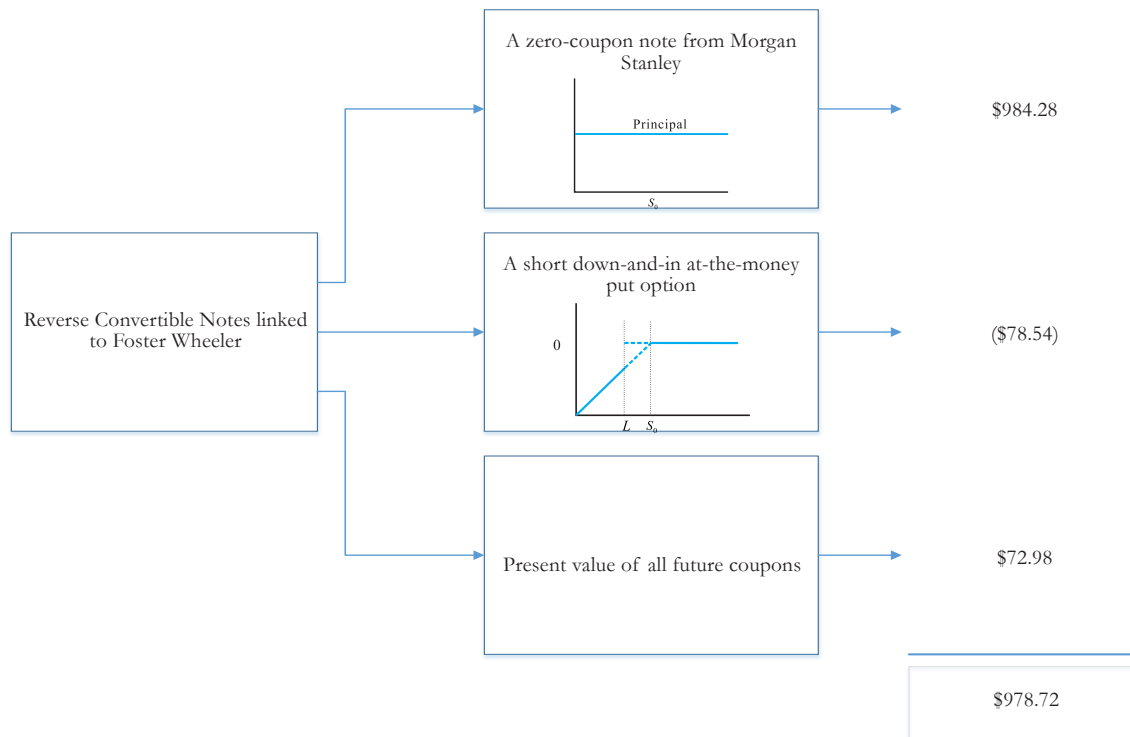 A zero-coupon note from Morgan
Stanley
Principal
S₀
$984.28
Reverse Convertible Notes linked
to Foster Wheeler
A short down-and-in at-the-money
put option
0
L S₀
($78.54)
Present value of all future coupons
$72.98
$978.72